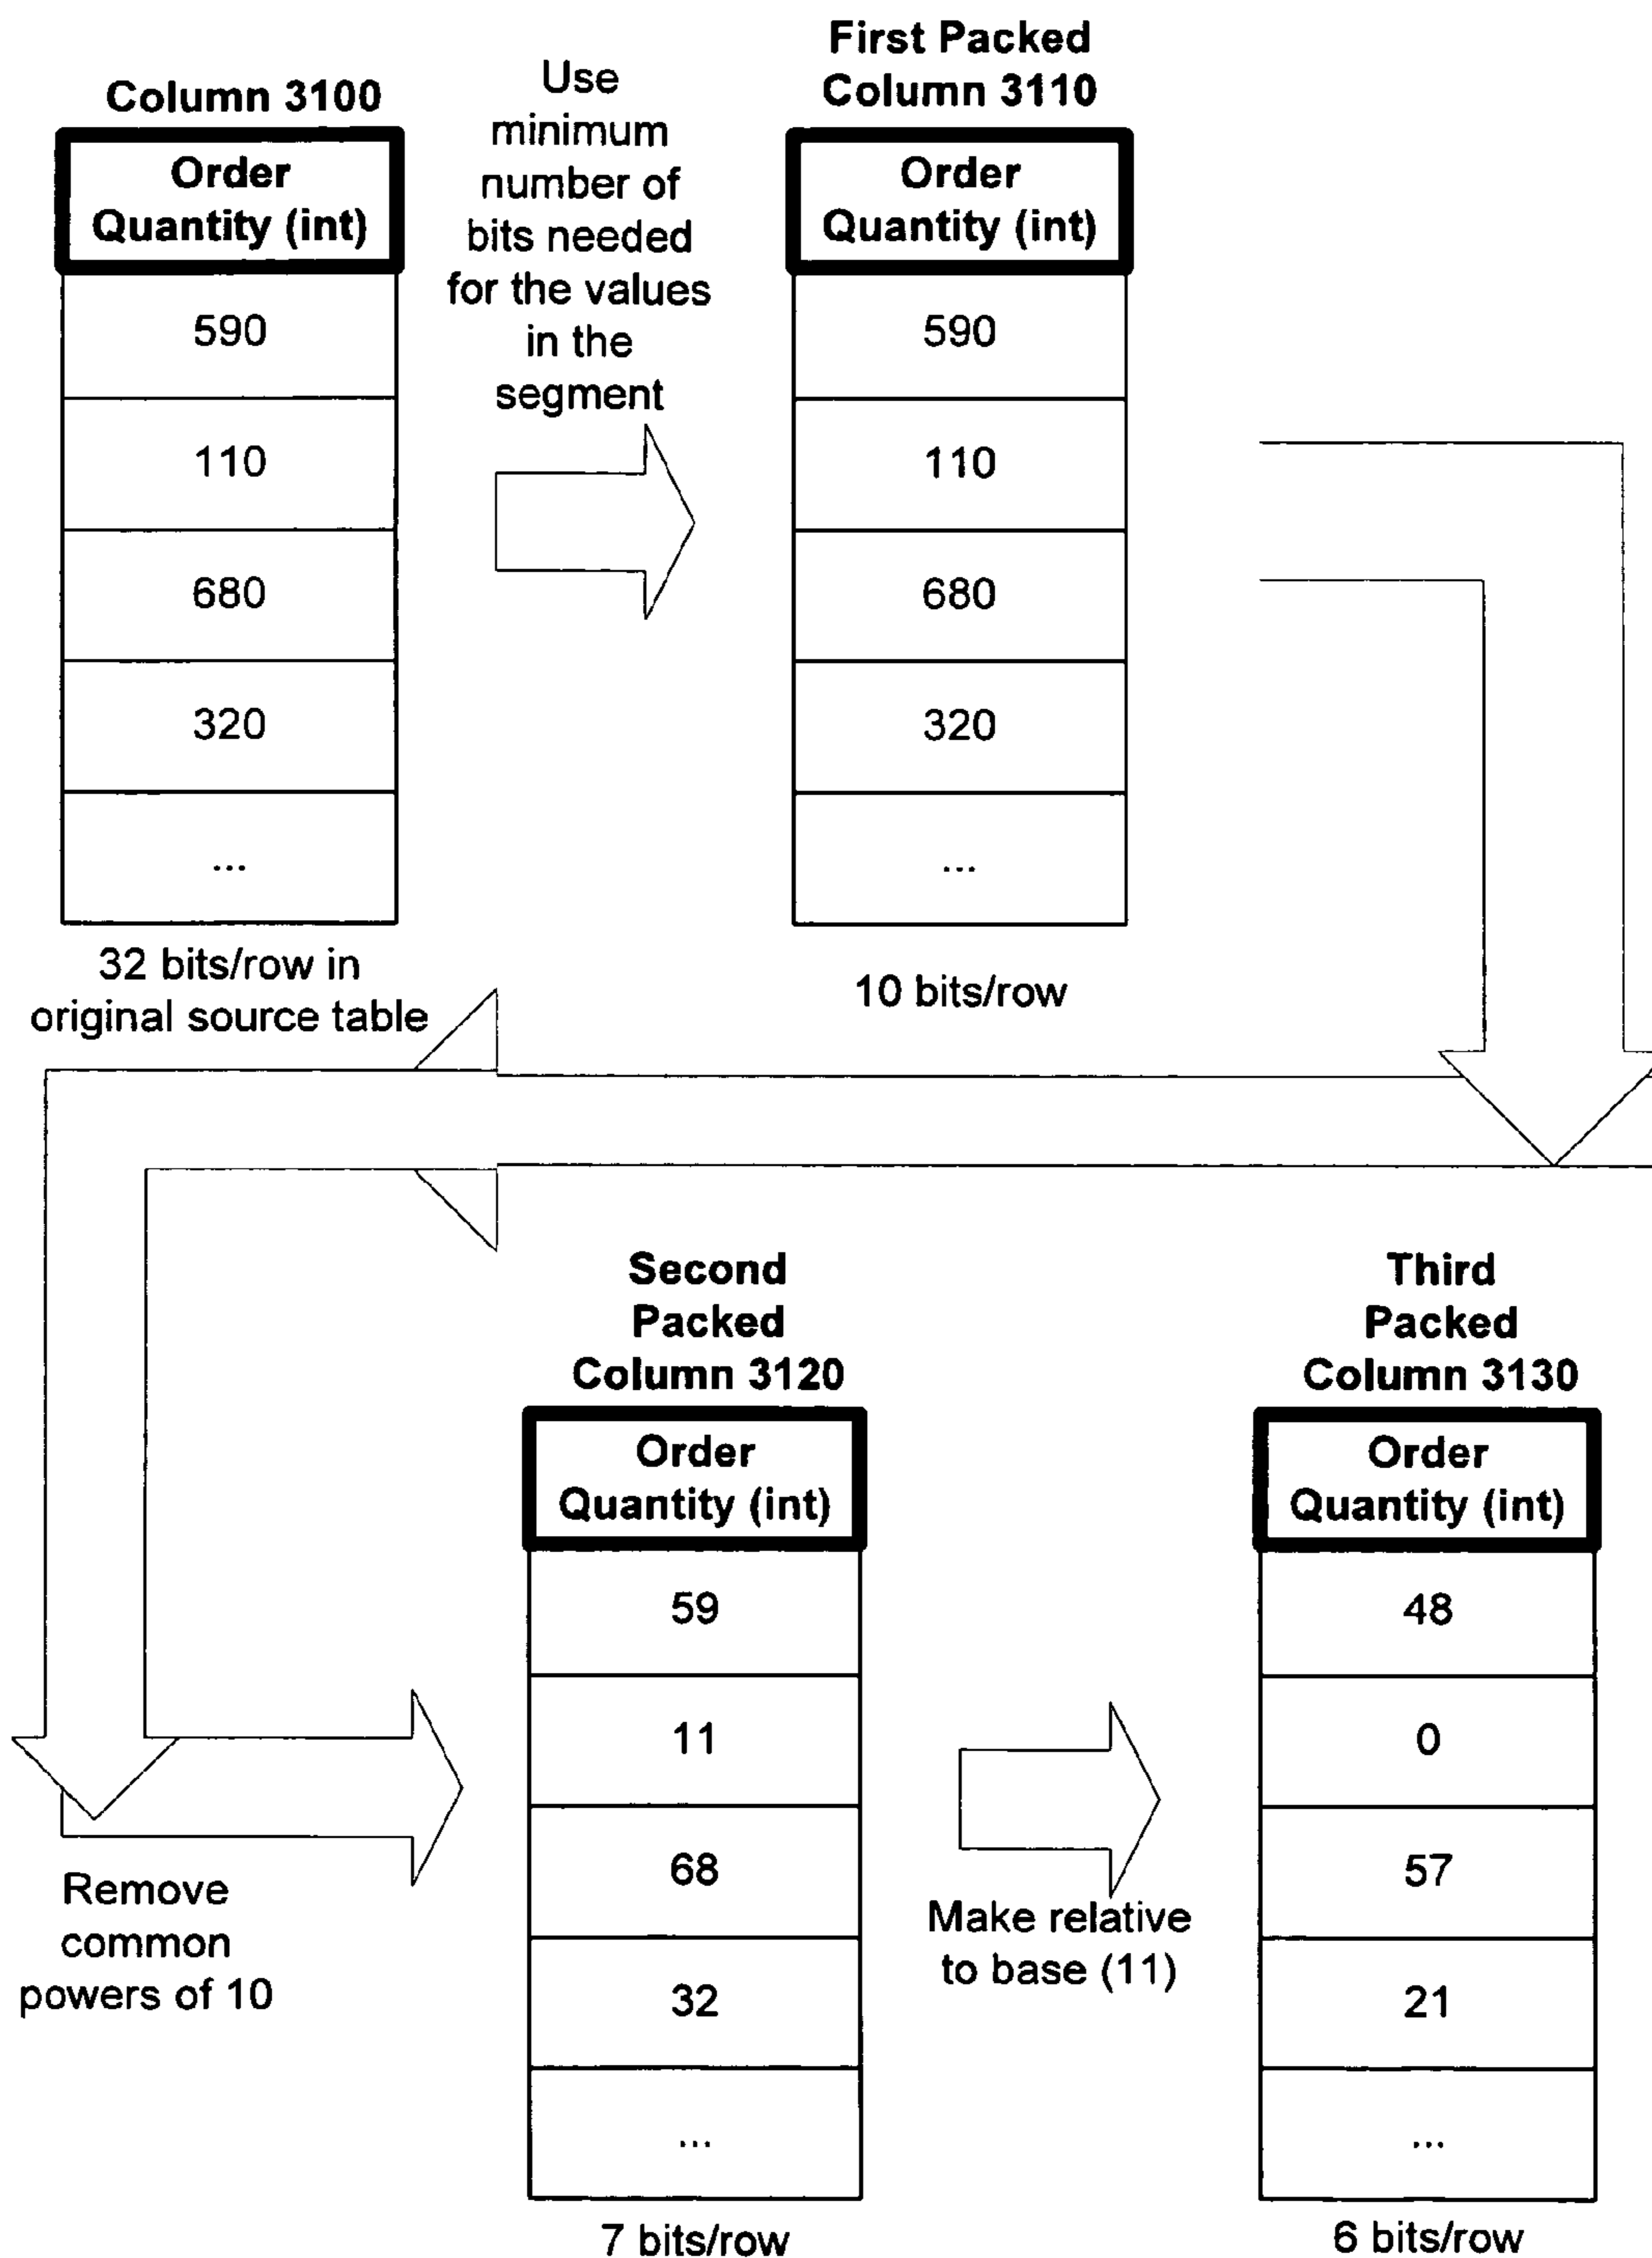 Column 3100
Order
Quantity (int)
590
110
680
320
...
32 bits/row in
original source table
Use
minimum
number of
bits needed
for the values
in the
segment
First Packed
Column 3110
Order
Quantity (int)
590
110
680
320
...
10 bits/row
Remove
common
powers of 10
Second
Packed
Column 3120
Order
Quantity (int)
59
11
68
32
...
7 bits/row
Make relative
to base (11)
Third
Packed
Column 3130
Order
Quantity (int)
48
0
57
21
...
6 bits/row